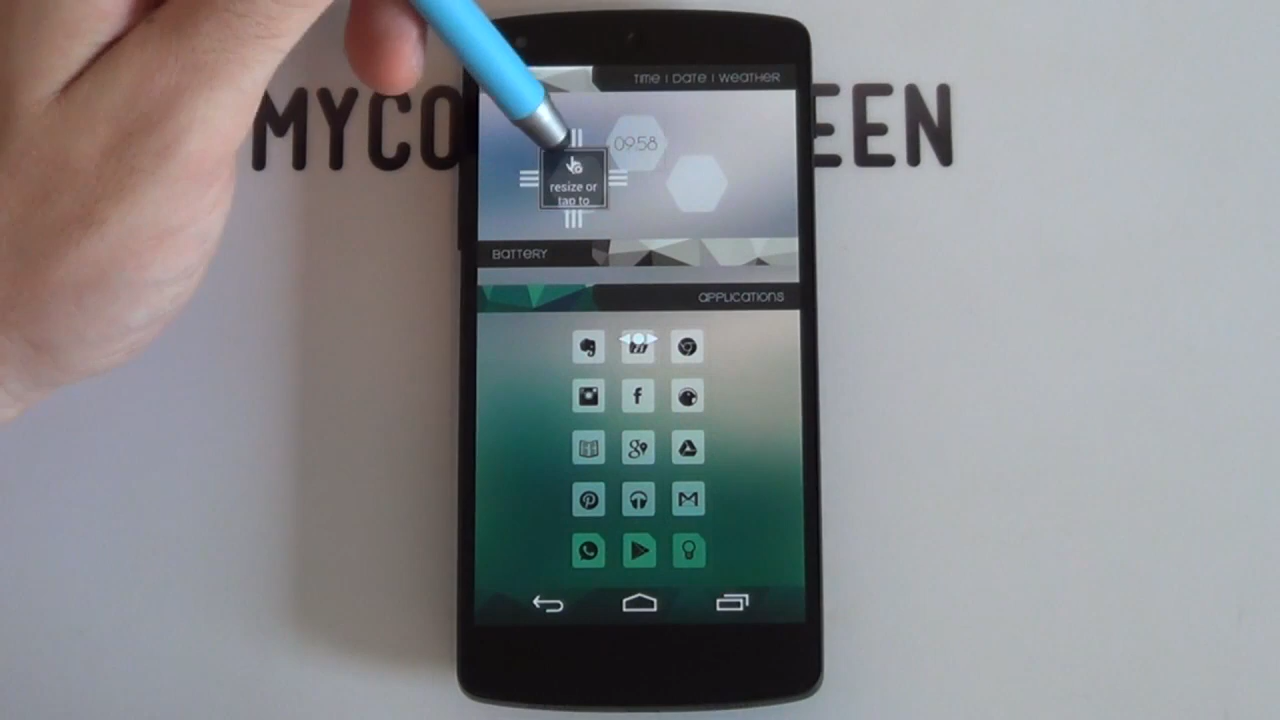 MYCO EEN
TIME | DATE | WEATHER
09:58
resize or
tap to
BATTERY
APPLICATIONS